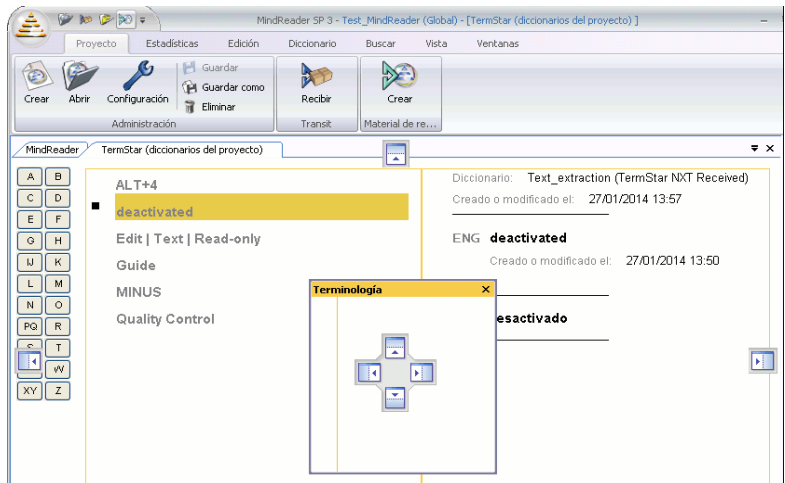 MindReader SP 3 - Test_MindReader (Global) - [TermStar (diccionarios del proyecto) ]
Proyecto Estadísticas Edición Diccionario Buscar Vista Ventanas
Guardar
Guardar como
Eliminar
Crear Abrir Configuración Recibir Crear
Administración Transit Material de re...
MindReader TermStar (diccionarios del proyecto)
A B
C D
E F
G H
IJ K
L M
N O
PQ R
T
W
XY Z
ALT+4
deactivated
Edit | Text | Read-only
Guide
MINUS
Quality Control
Diccionario: Text_extraction (TermStar NXT Received)
Creado o modificado el: 27/01/2014 13:57
ENG deactivated
Creado o modificado el: 27/01/2014 13:50
esactivado
Terminología